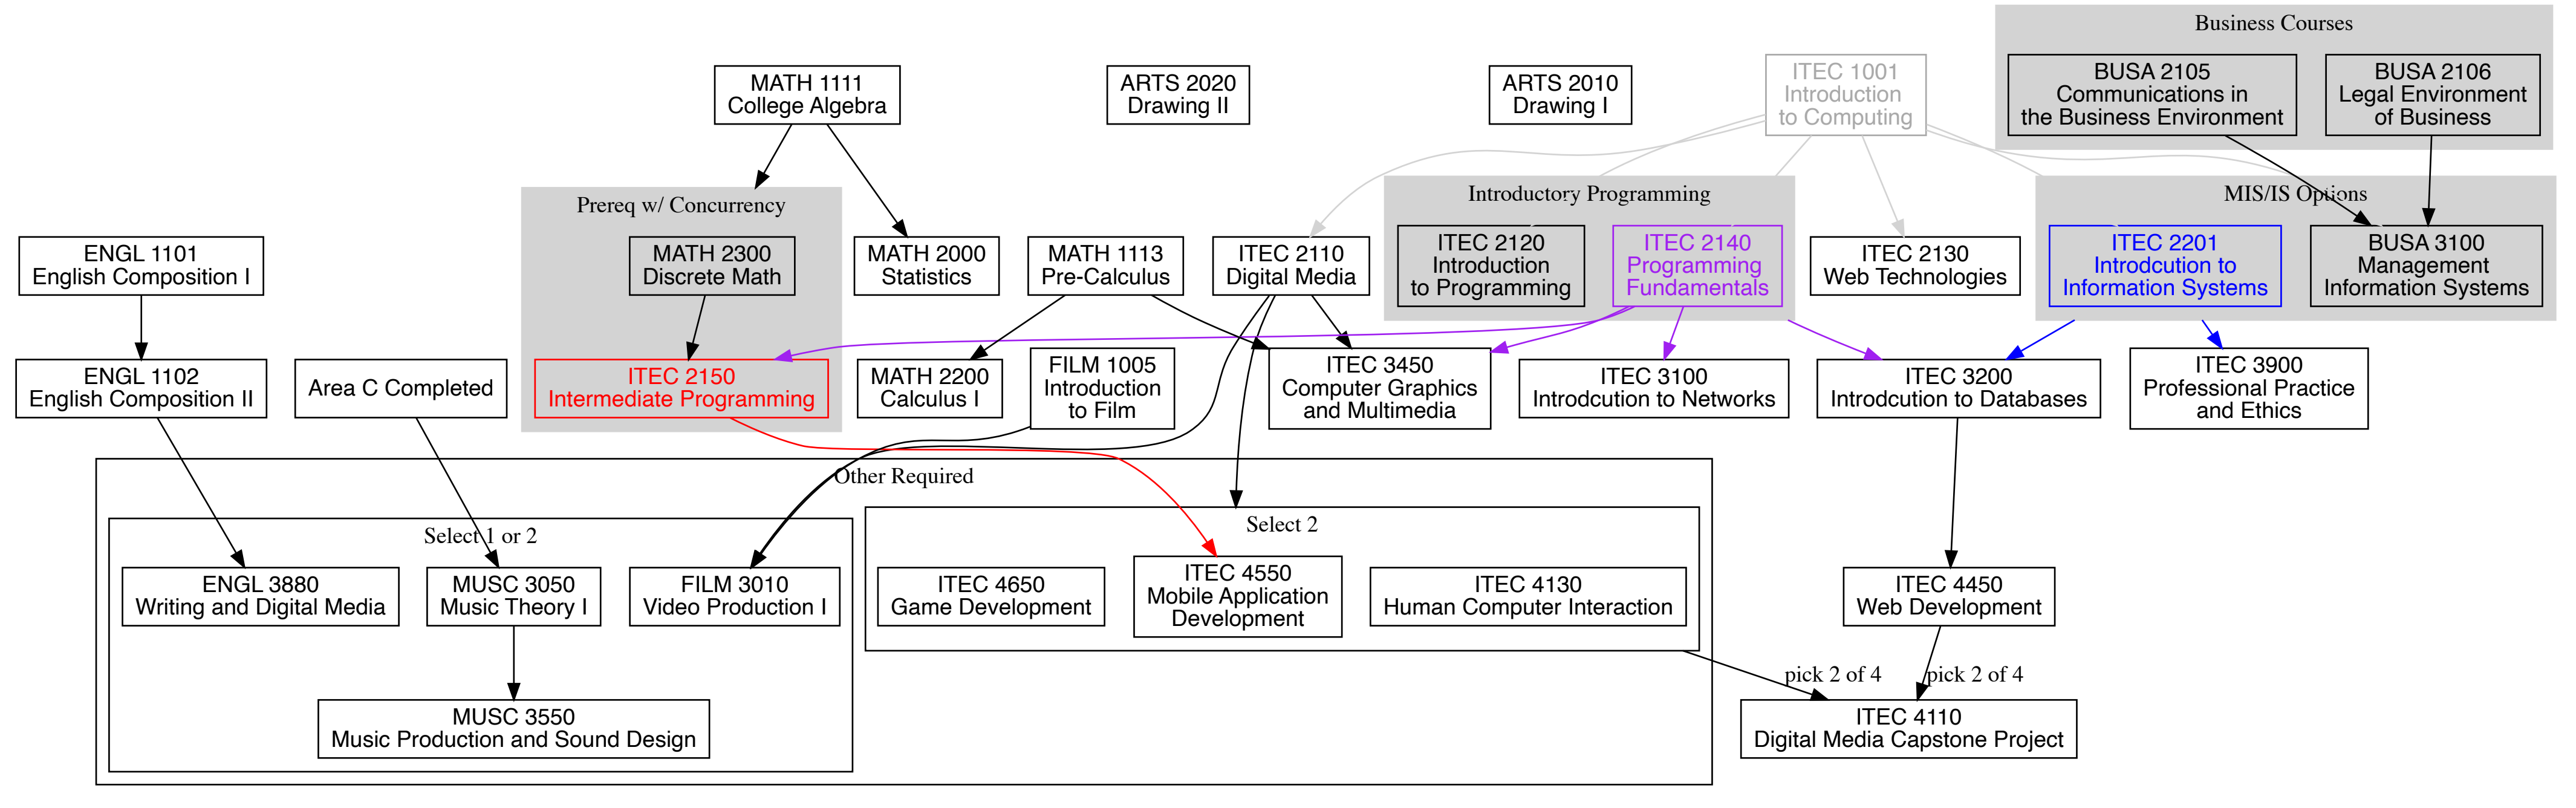 Business Courses
MATH 1111
College Algebra
ARTS 2020
Drawing II
ARTS 2010
Drawing I
ITEC 1001
Introduction
to Computing
BUSA 2105
Communications in
the Business Environment
BUSA 2106
Legal Environment
of Business
Prereq w/ Concurrency
Introductory Programming
MIS/IS Options
ENGL 1101
English Composition I
MATH 2300
Discrete Math
MATH 2000
Statistics
MATH 1113
Pre-Calculus
ITEC 2110
Digital Media
ITEC 2120
Introduction
to Programming
ITEC 2140
Programming
Fundamentals
ITEC 2130
Web Technologies
ITEC 2201
Introdcution to
Information Systems
BUSA 3100
Management
Information Systems
ENGL 1102
English Composition II
Area C Completed
ITEC 2150
Intermediate Programming
MATH 2200
Calculus I
FILM 1005
Introduction
to Film
ITEC 3450
Computer Graphics
and Multimedia
ITEC 3100
Introdcution to Networks
ITEC 3200
Introdcution to Databases
ITEC 3900
Professional Practice
and Ethics
Other Required
Select 1 or 2
Select 2
ENGL 3880
Writing and Digital Media
MUSC 3050
Music Theory I
FILM 3010
Video Production I
ITEC 4650
Game Development
ITEC 4550
Mobile Application
Development
ITEC 4130
Human Computer Interaction
ITEC 4450
Web Development
pick 2 of 4
pick 2 of 4
MUSC 3550
Music Production and Sound Design
ITEC 4110
Digital Media Capstone Project